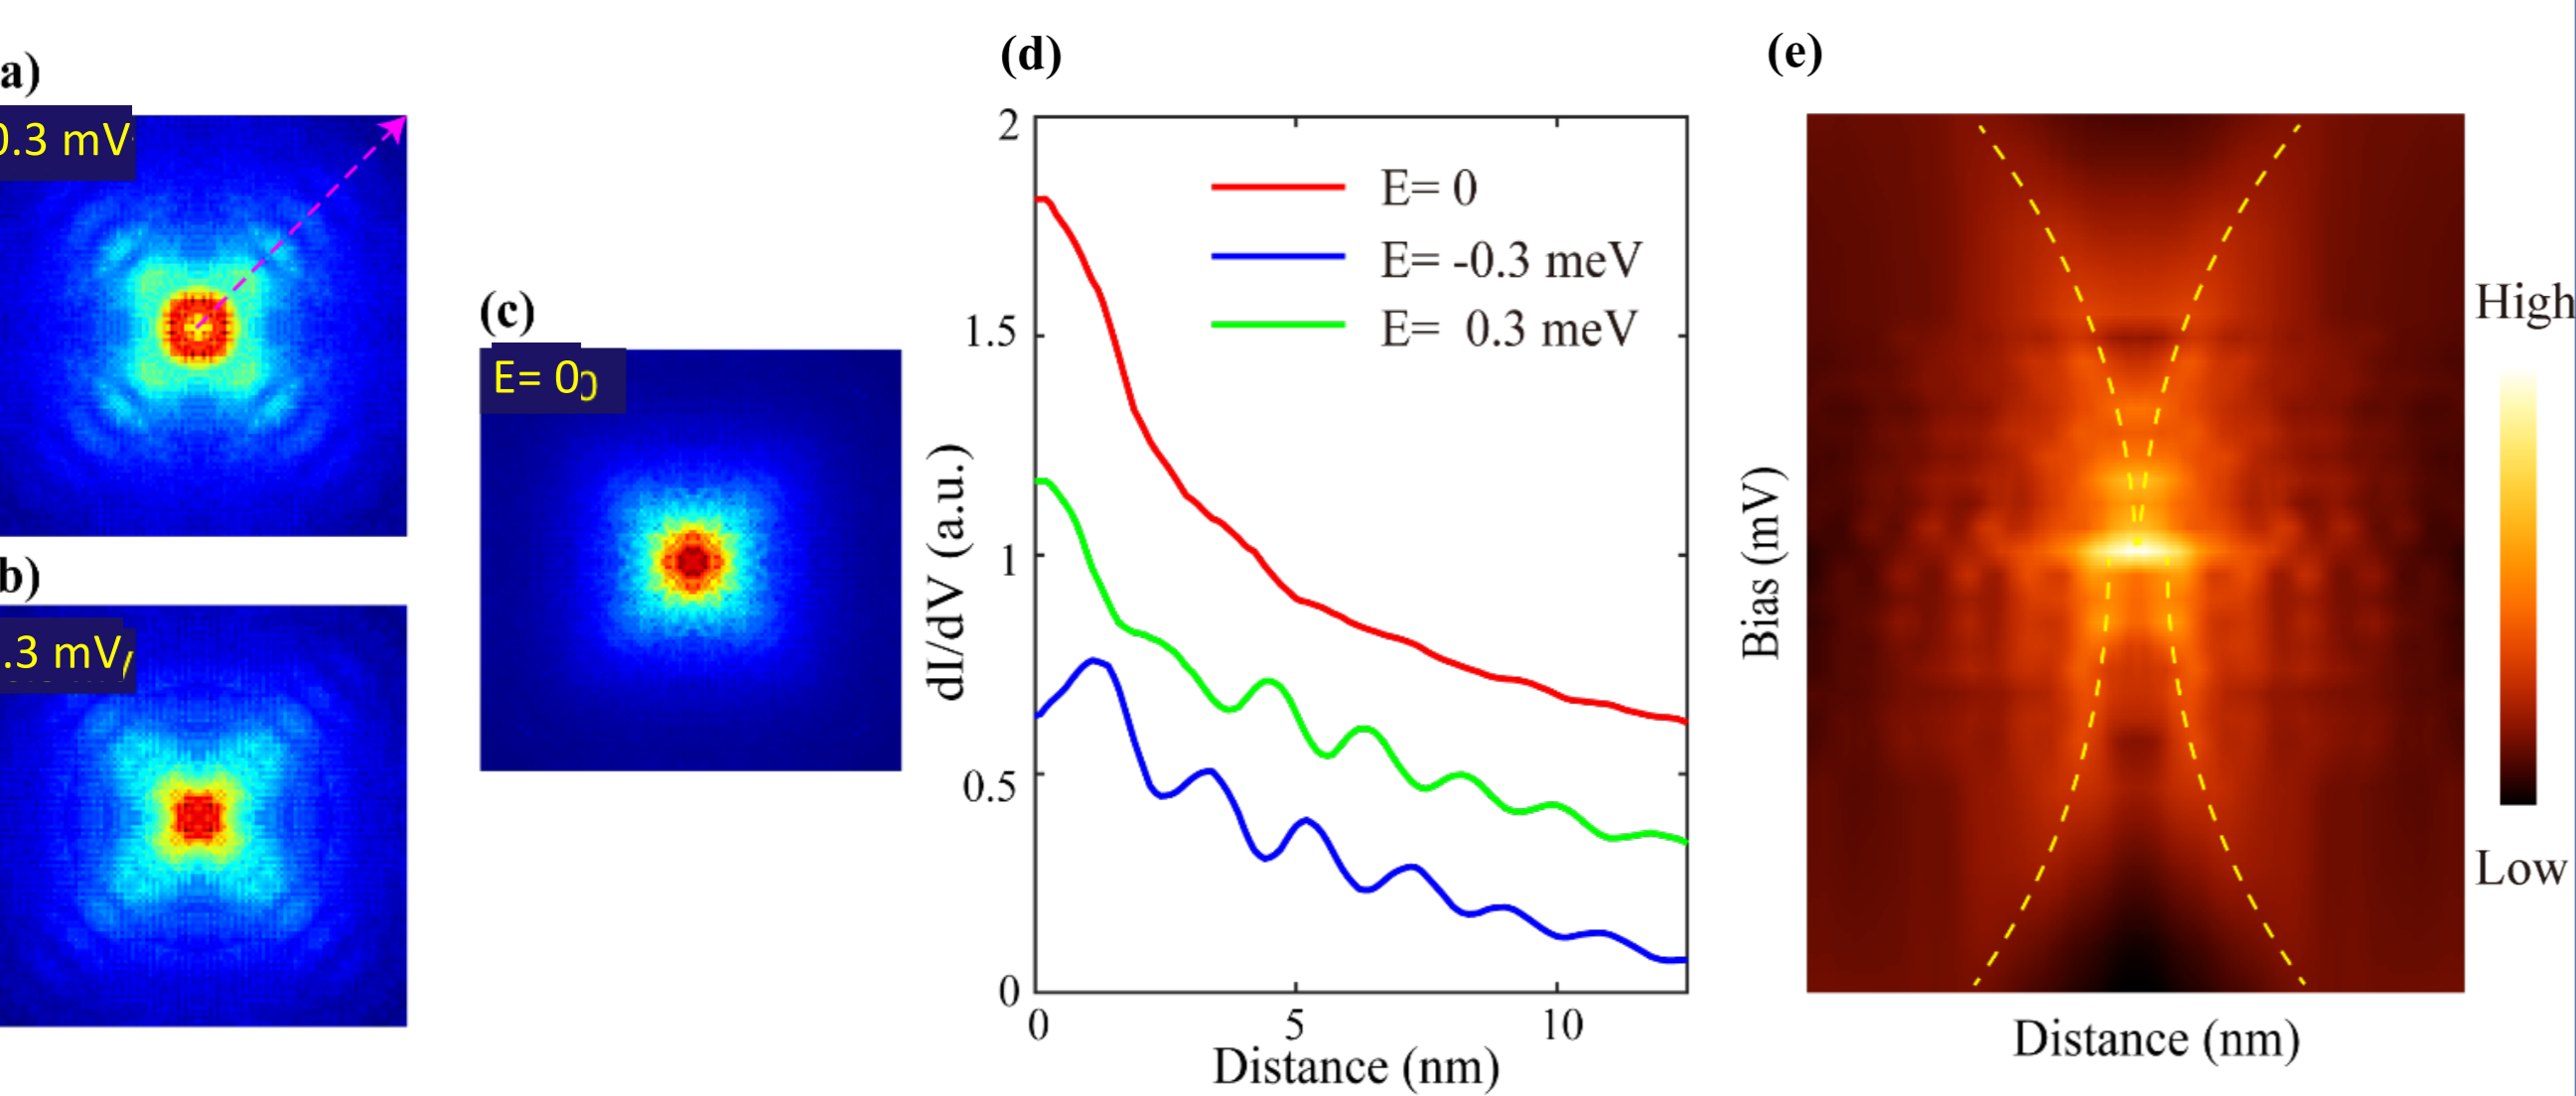 a)
0.3 mV
b)
.3 mV
(c)
E= 0
(d)
2
1.5
1
0.5
0
0
5
10
dI/dV (a.u.)
Distance (nm)
E= 0
E= -0.3 meV
E= 0.3 meV
(e)
Bias (mV)
Distance (nm)
High
Low